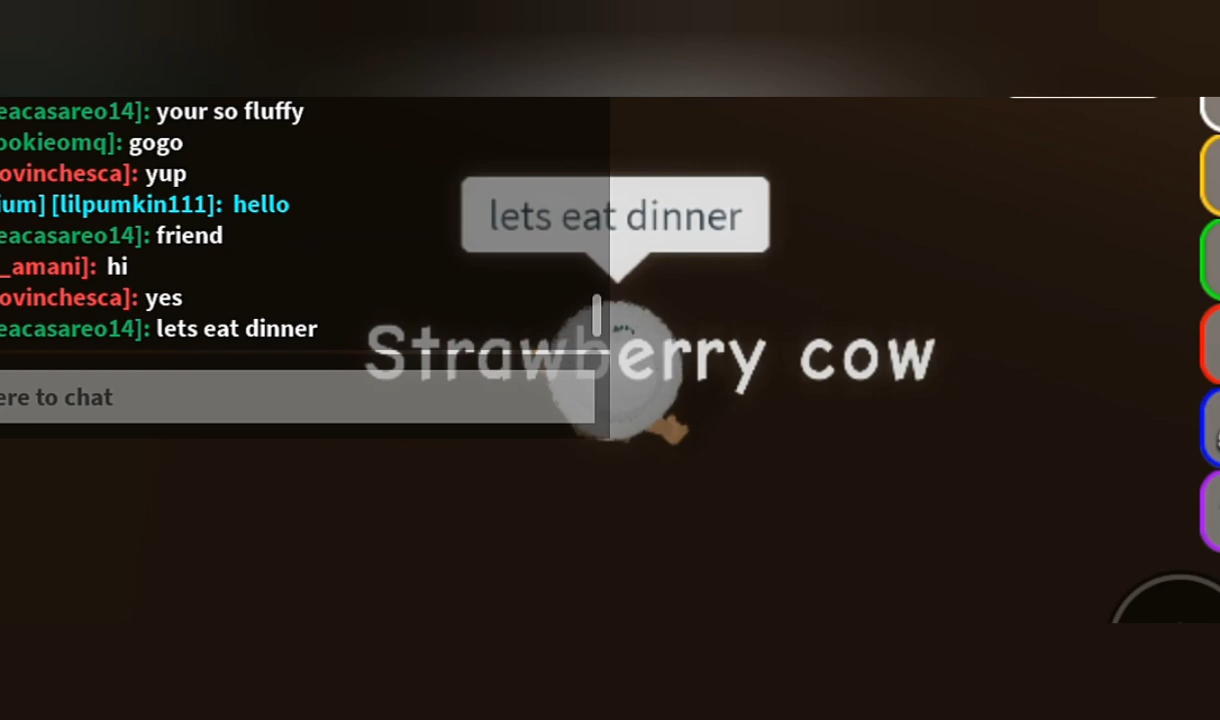 eacasareo14]: your so fluffy
ookieomq]: gogo
ovinchesca]: yup
ium] [lilpumkin111]: hello
eacasareo14]: friend
_amani]: hi
ovinchesca]: yes
eacasareo14]: lets eat dinner
ere to chat
lets eat dinner
Strawberry cow